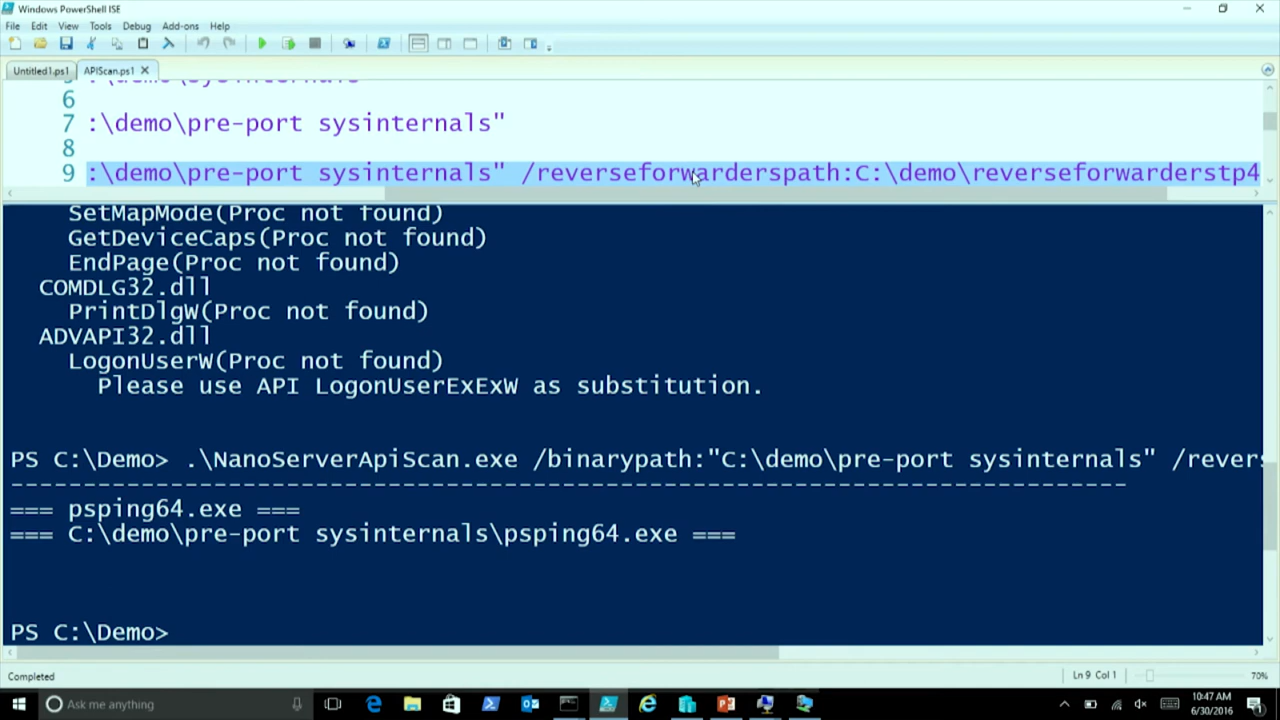 Windows PowerShell ISE
File Edit View Tools Debug Add-ons Help
Untitled1.ps1 APIScan.ps1
6
7 :\demo\pre-port sysinternals"
8
9 :\demo\pre-port sysinternals" /reverseforwarderspath:C:\demo\reverseforwarderstp4
SetMapMode(Proc not found)
GetDeviceCaps(Proc not found)
EndPage(Proc not found)
COMDLG32.dll
PrintDlgW(Proc not found)
ADVAPI32.dll
LogonUserW(Proc not found)
Please use API LogonUserExExW as substitution.
PS C:\Demo> .\NanoServerApiScan.exe /binarypath:"C:\demo\pre-port sysinternals" /revers
--------------------------------------------------------------------------------
=== psping64.exe ===
=== C:\demo\pre-port sysinternals\psping64.exe ===
PS C:\Demo>
Completed Ln 9 Col 1 70%
Ask me anything
10:47 AM
6/30/2016